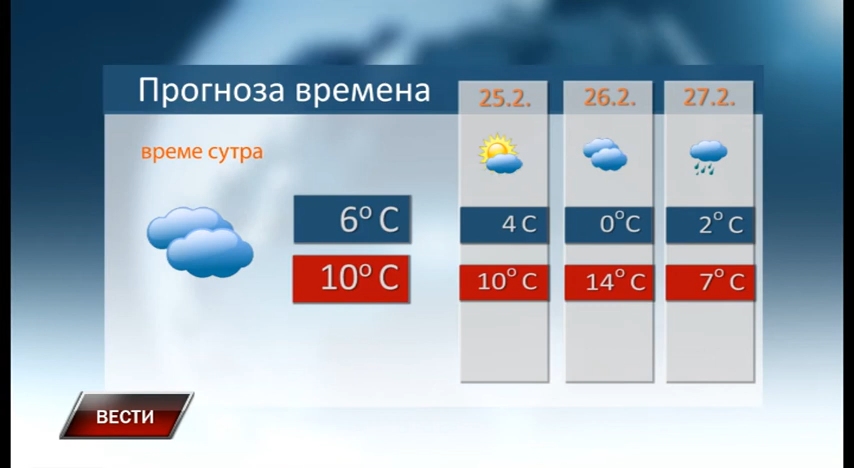 Прогноза времена
време сутра
6° C
10° C
25.2.
4 C
10° C
26.2.
0°C
14° C
27.2.
2° C
7° C
ВЕСТИ